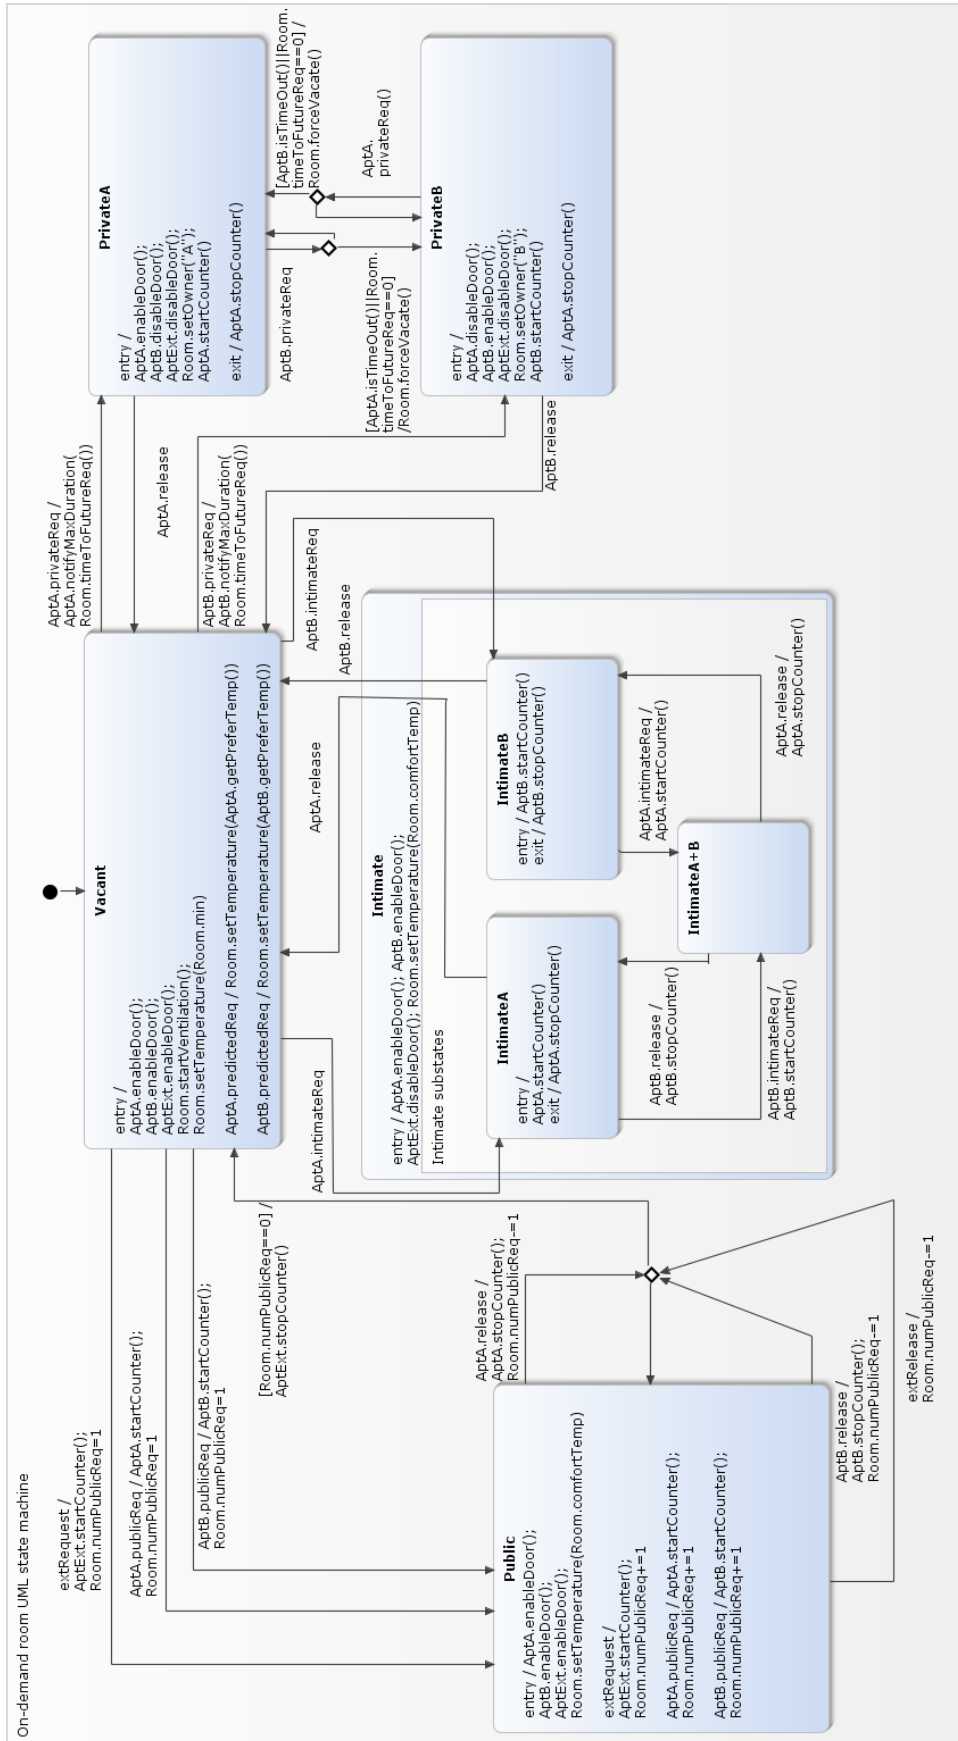 On-demand room UML state machine
extRequest /
AptExt.startCounter();
Room.numPublicReq=1
AptA.publicReq / AptA.startCounter();
Room.numPublicReq=1
AptB.publicReq / AptB.startCounter();
Room.numPublicReq=1
[Room.numPublicReq==0] /
AptExt.stopCounter()
Vacant
entry /
AptA.enableDoor();
AptB.enableDoor();
AptExt.enableDoor();
Room.startVentilation();
Room.setTemperature(Room.min)
AptA.predictedReq / Room.setTemperature(AptA.getPreferTemp())
AptB.predictedReq / Room.setTemperature(AptB.getPreferTemp())
AptA.privateReq /
AptA.notifyMaxDuration(
Room.timeToFutureReq())
AptA.release
AptB.privateReq /
AptB.notifyMaxDuration(
Room.timeToFutureReq())
AptB.release
PrivateA
entry /
AptA.enableDoor();
AptB.disableDoor();
AptExt.disableDoor();
Room.setOwner("A");
AptA.startCounter()
exit / AptA.stopCounter()
AptB.privateReq
[AptB.isTimeOut()||Room.
timeToFutureReq==0] /
Room.forceVacate()
[AptA.isTimeOut()||Room.
timeToFutureReq==0]
/Room.forceVacate()
AptA.
privateReq()
PrivateB
entry /
AptA.disableDoor();
AptB.enableDoor();
AptExt.disableDoor();
Room.setOwner("B");
AptB.startCounter()
exit / AptA.stopCounter()
AptA.intimateReq
AptA.release
AptB.release
AptB.intimateReq
Intimate
entry / AptA.enableDoor(); AptB.enableDoor();
AptExt.disableDoor(); Room.setTemperature(Room.comfortTemp)
Intimate substates
IntimateA
entry /
AptA.startCounter()
exit / AptA.stopCounter()
IntimateB
entry / AptB.startCounter()
exit / AptB.stopCounter()
AptB.release /
AptB.stopCounter()
AptA.intimateReq /
AptA.startCounter()
IntimateA+B
AptB.intimateReq /
AptB.startCounter()
AptA.release /
AptA.stopCounter()
AptA.release /
AptA.stopCounter();
Room.numPublicReq-=1
Public
entry / AptA.enableDoor();
AptB.enableDoor();
AptExt.enableDoor();
Room.setTemperature(Room.comfortTemp)
extRequest /
AptExt.startCounter();
Room.numPublicReq+=1
AptA.publicReq / AptA.startCounter();
Room.numPublicReq+=1
AptB.publicReq / AptB.startCounter();
Room.numPublicReq+=1
AptB.release /
AptB.stopCounter();
Room.numPublicReq-=1
extRelease /
Room.numPublicReq-=1